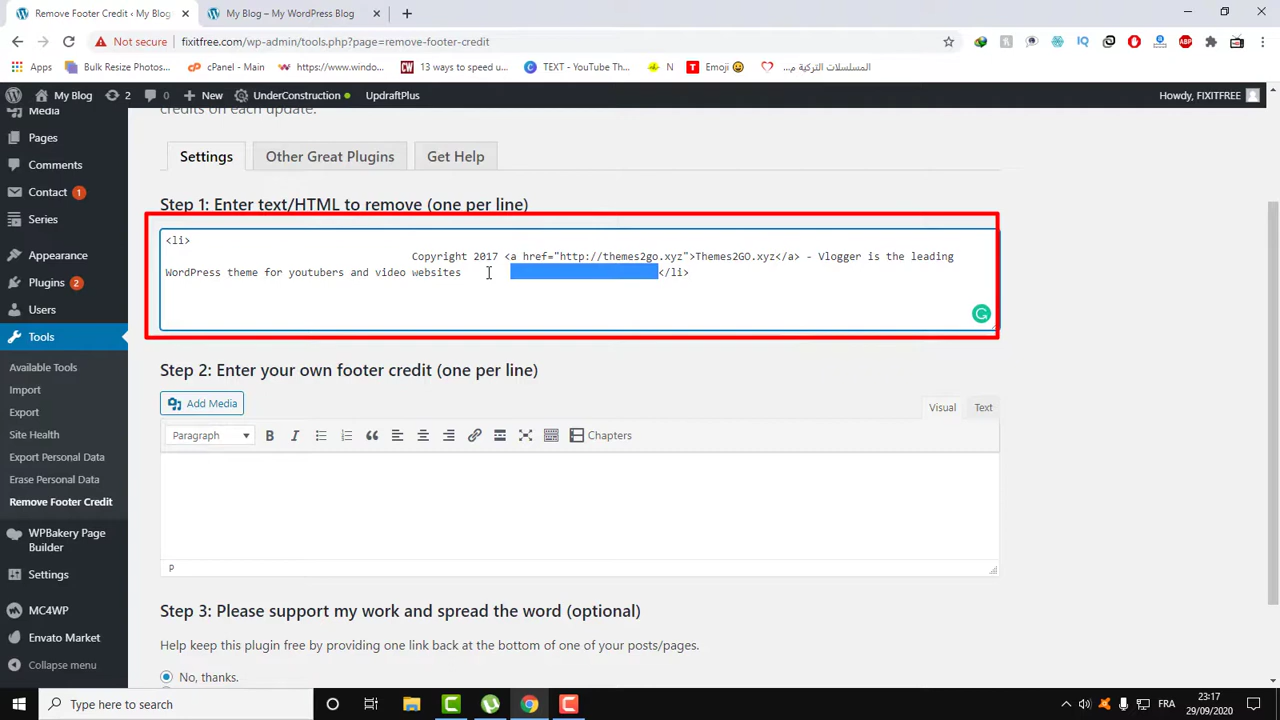 Remove Footer Credit ‹ My Blog
My Blog – My WordPress Blog
Not secure
fixitfree.com/wp-admin/tools.php?page=remove-footer-credit
Apps
Bulk Resize Photos...
cPanel - Main
https://www.windo...
13 ways to speed u...
TEXT - YouTube Th...
N
Emoji
المسلسلات التركية م...
My Blog
2
0
New
UnderConstruction
UpdraftPlus
Howdy, FIXITFREE
Media
Pages
Comments
Contact 1
Series
Appearance
Plugins 2
Users
Tools
Available Tools
Import
Export
Site Health
Export Personal Data
Erase Personal Data
Remove Footer Credit
WPBakery Page
Builder
Settings
MC4WP
Envato Market
Collapse menu
credits on each update.
Settings
Other Great Plugins
Get Help
Step 1: Enter text/HTML to remove (one per line)
<li>
Copyright 2017 <a href="http://themes2go.xyz">Themes2GO.xyz</a> - Vlogger is the leading
WordPress theme for youtubers and video websites </li>
Step 2: Enter your own footer credit (one per line)
Add Media
Visual
Text
Paragraph
B
I
Chapters
P
Step 3: Please support my work and spread the word (optional)
Help keep this plugin free by providing one link back at the bottom of one of your posts/pages.
No, thanks.
Type here to search
FRA
23:17
29/09/2020